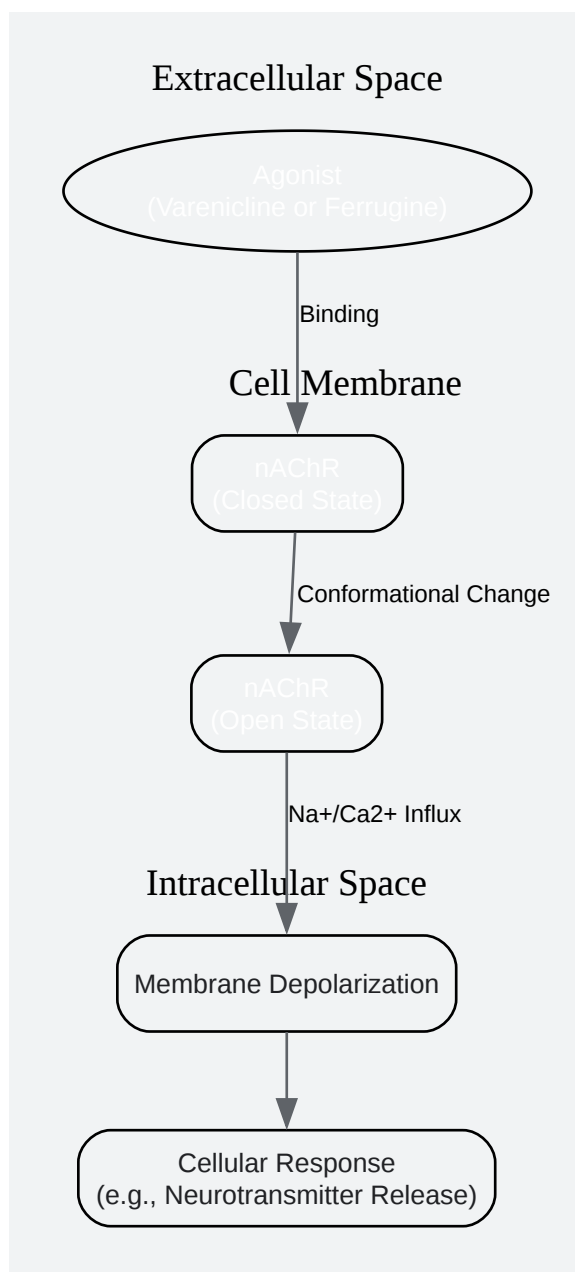 Extracellular Space
Agonist
(Varenicline or Ferrugine)
Binding
Cell Membrane
nAChR
(Closed State)
Conformational Change
nAChR
(Open State)
Na+/Ca2+ Influx
Intracellular Space
Membrane Depolarization
Cellular Response
(e.g., Neurotransmitter Release)